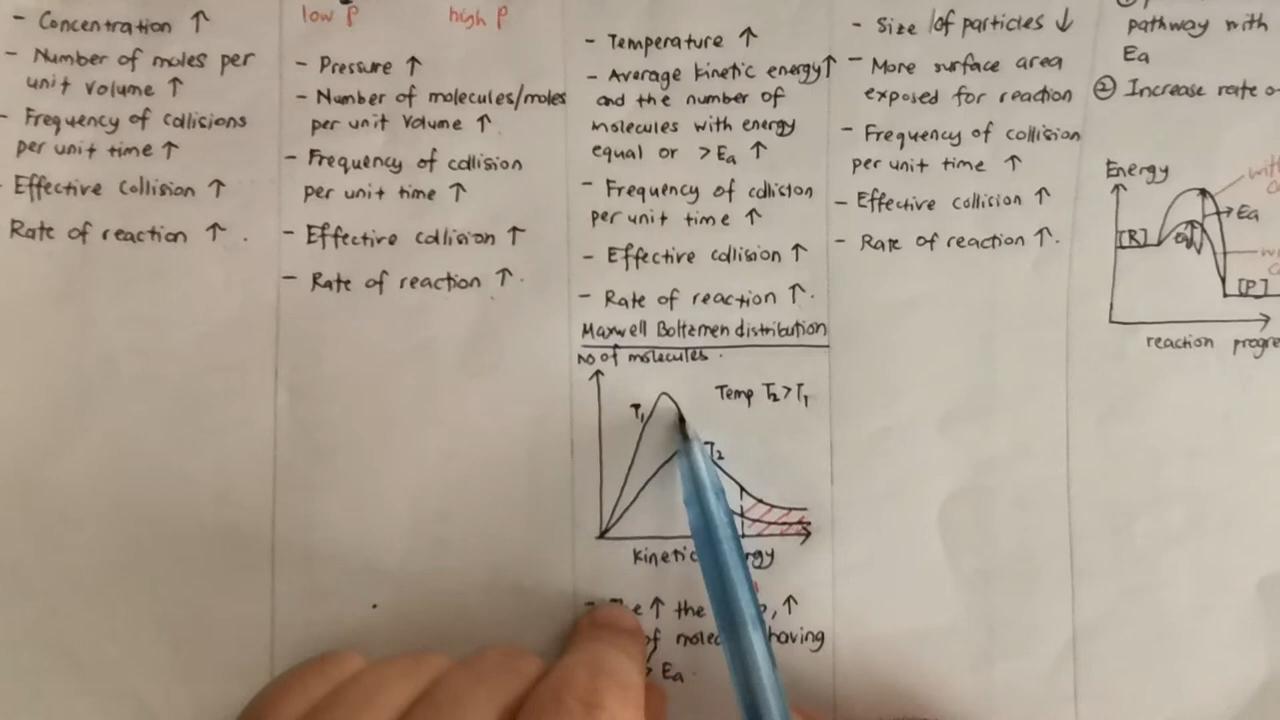 - Concentration ↑
- Number of moles per
unit volume ↑
- Frequency of collisions
per unit time ↑
Effective collision ↑
Rate of reaction ↑.
low P high P
- Pressure ↑
- Number of molecules/moles
per unit volume ↑
- Frequency of collision
per unit time ↑
- Effective collision ↑
- Rate of reaction ↑.
- Temperature ↑
- Average kinetic energy ↑
and the number of
molecules with energy
equal or > Ea ↑
- Frequency of collision
per unit time ↑
- Effective collision ↑
- Rate of reaction ↑.
Maxwell Boltzmen distribution
No of molecules.
Temp T2 > T1
T1
T2
Kinetic
the ↑
of having
Ea
- Size of particles ↓
- More surface area
exposed for reaction
- Frequency of collision
per unit time ↑
- Effective collision ↑
- Rate of reaction ↑.
pathway with
Ea
② Increase rate
Energy
Ea
[R]
[P]
reaction